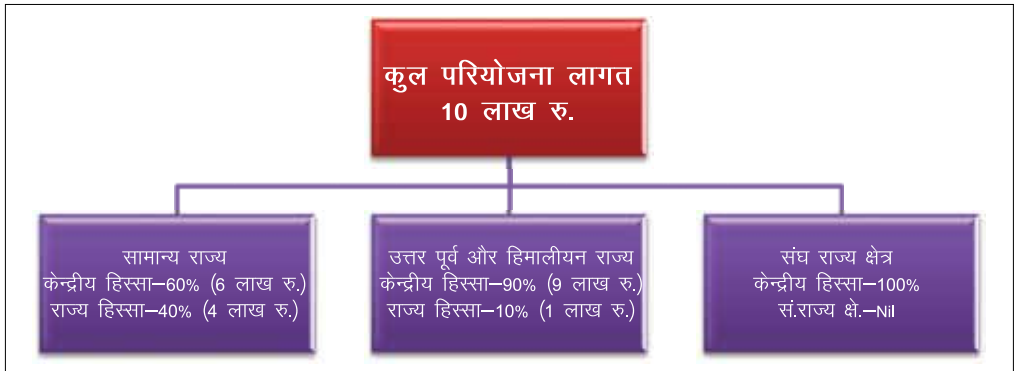 कुल परियोजना लागत
10 लाख रु.
सामान्य राज्य
केन्द्रीय हिस्सा–60% (6 लाख रु.)
राज्य हिस्सा–40% (4 लाख रु.)
उत्तर पूर्व और हिमालीयन राज्य
केन्द्रीय हिस्सा–90% (9 लाख रु.)
राज्य हिस्सा–10% (1 लाख रु.)
संघ राज्य क्षेत्र
केन्द्रीय हिस्सा–100%
सं.राज्य क्षे.–Nil